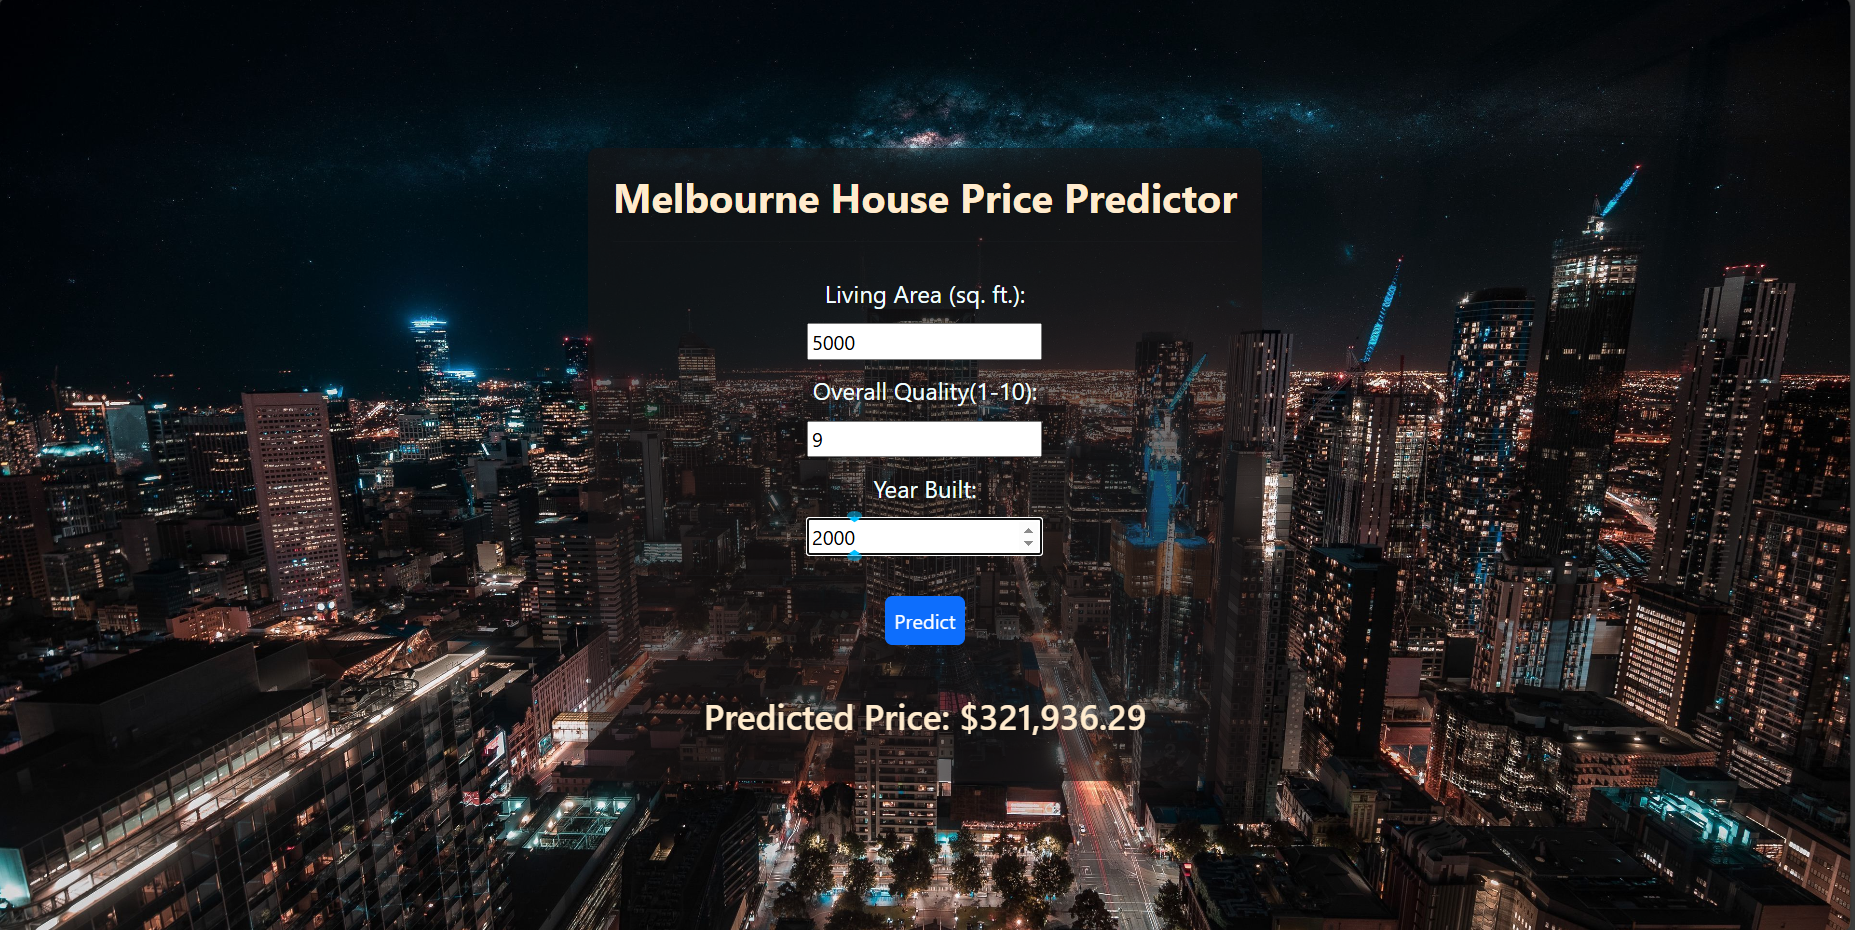 Melbourne House Price Predictor
Living Area (sq. ft.):
5000
Overall Quality(1-10):
9
Year Built:
2000
Predict
Predicted Price: $321,936.29